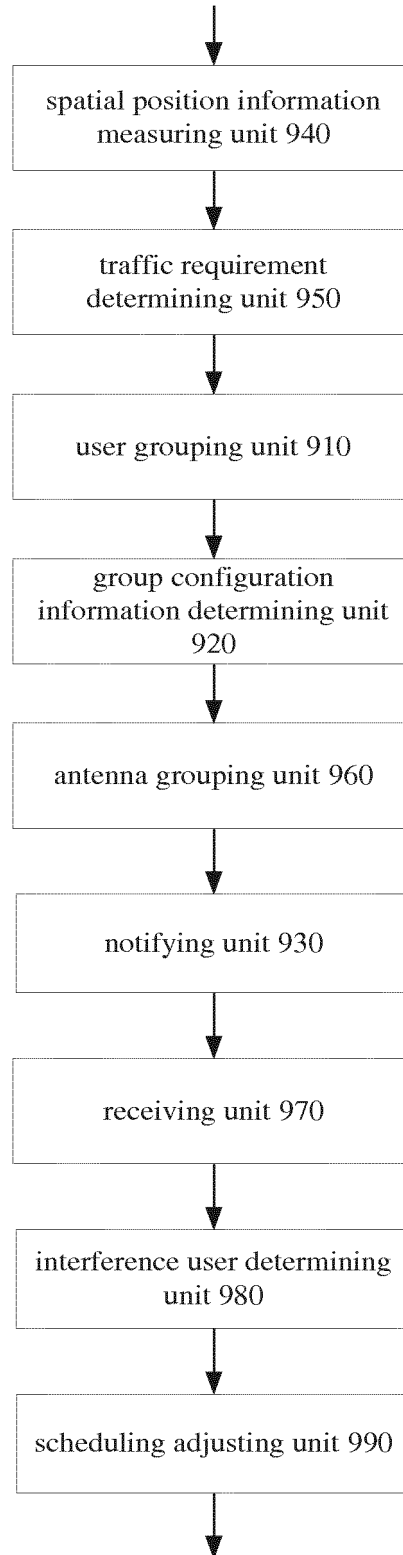 spatial position information
measuring unit 940
traffic requirement
determining unit 950
user grouping unit 910
group configuration
information determining unit
920
antenna grouping unit 960
notifying unit 930
receiving unit 970
interference user determining
unit 980
scheduling adjusting unit 990